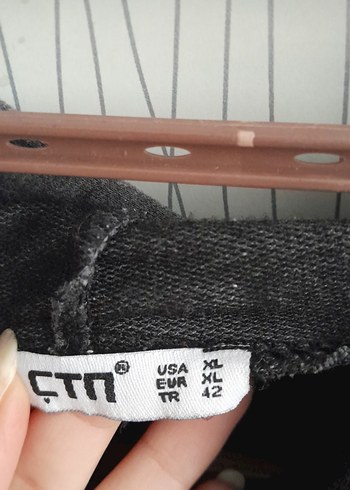 ÇTN®
USA XL
EUR XL
TR 42